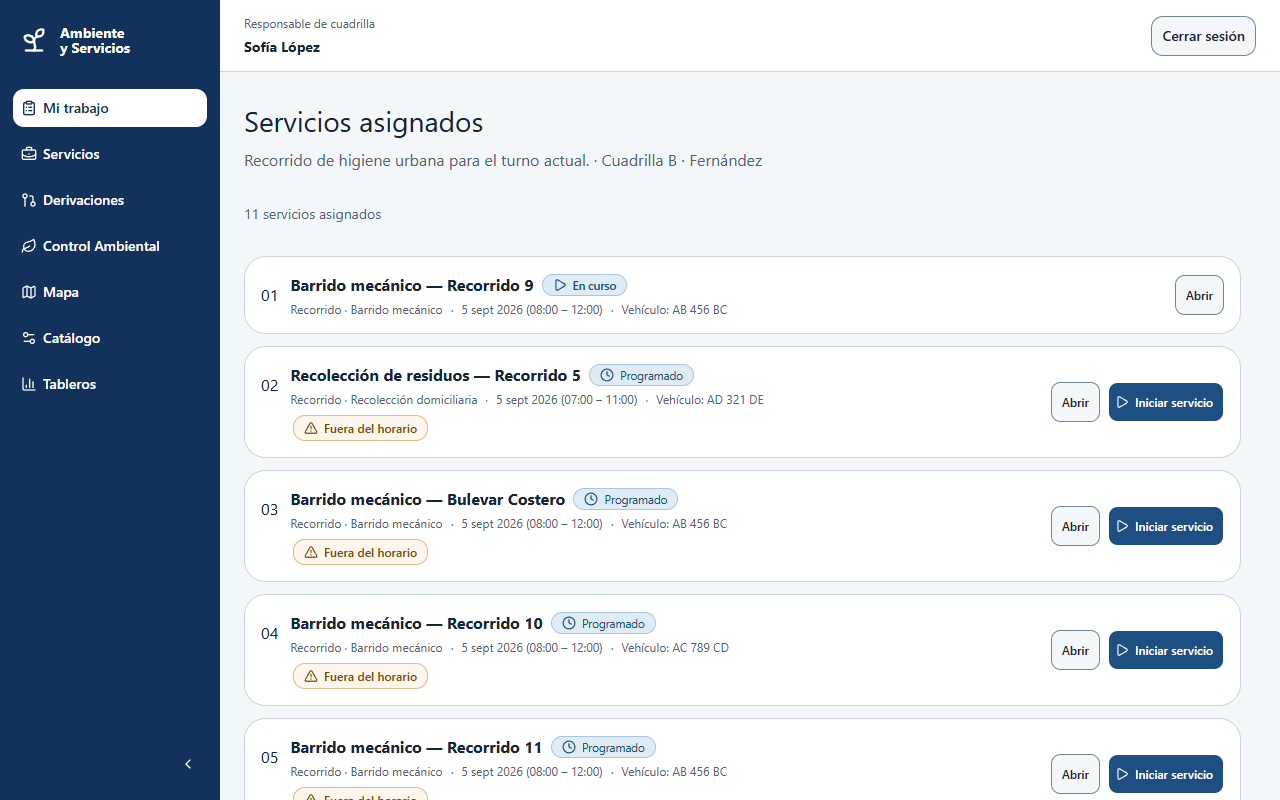 Ambiente
y Servicios
Mi trabajo
Servicios
Derivaciones
Control Ambiental
Mapa
Catálogo
Tableros
Responsable de cuadrilla
Sofía López
Cerrar sesión
Servicios asignados
Recorrido de higiene urbana para el turno actual. · Cuadrilla B · Fernández
11 servicios asignados
01
Barrido mecánico — Recorrido 9 En curso
Recorrido · Barrido mecánico · 5 sept 2026 (08:00 – 12:00) · Vehículo: AB 456 BC
Abrir
02
Recolección de residuos — Recorrido 5 Programado
Recorrido · Recolección domiciliaria · 5 sept 2026 (07:00 – 11:00) · Vehículo: AD 321 DE
Fuera del horario
Abrir Iniciar servicio
03
Barrido mecánico — Bulevar Costero Programado
Recorrido · Barrido mecánico · 5 sept 2026 (08:00 – 12:00) · Vehículo: AB 456 BC
Fuera del horario
Abrir Iniciar servicio
04
Barrido mecánico — Recorrido 10 Programado
Recorrido · Barrido mecánico · 5 sept 2026 (08:00 – 12:00) · Vehículo: AC 789 CD
Fuera del horario
Abrir Iniciar servicio
05
Barrido mecánico — Recorrido 11 Programado
Recorrido · Barrido mecánico · 5 sept 2026 (08:00 – 12:00) · Vehículo: AB 456 BC
Fuera del horario
Abrir Iniciar servicio